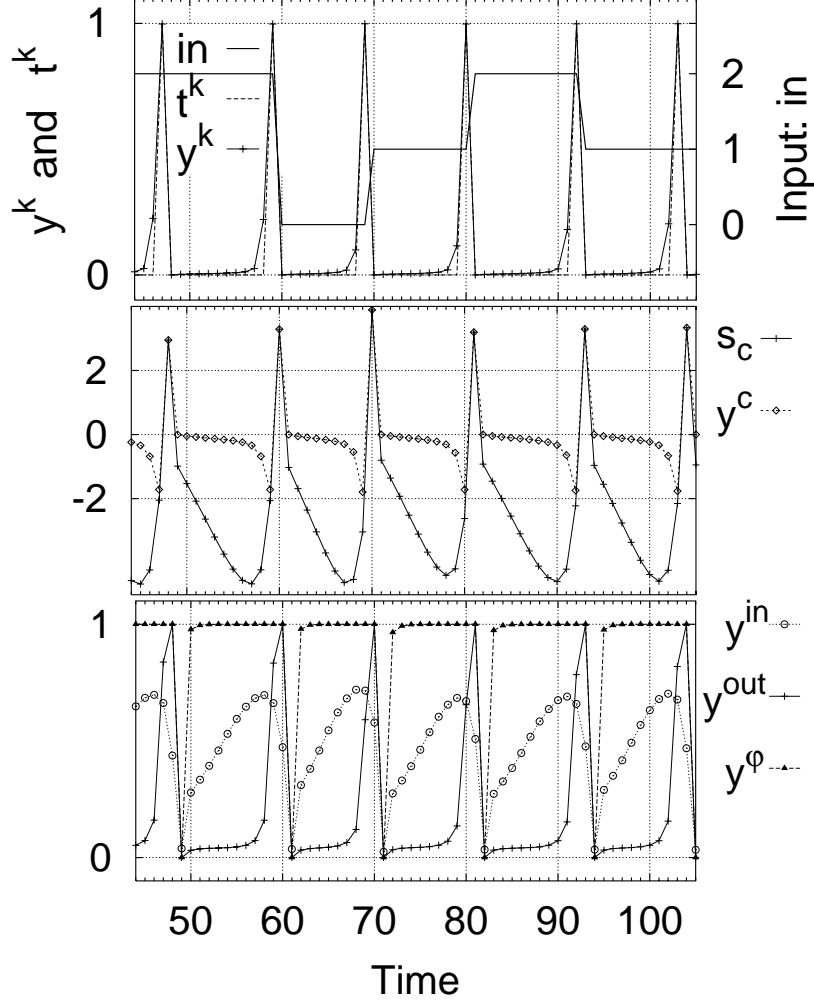 1
in
t^k
y^k
0
y^k and t^k
2
1
0
Input: in
2
0
-2
s_c
y^c
1
0
y^in
y^out
y^φ
50 60 70 80 90 100
Time